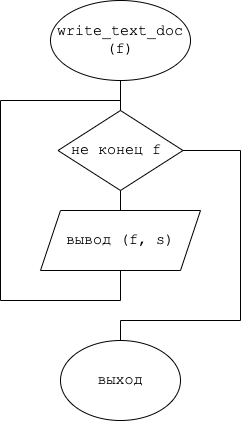 write_text_doc
(f)
не конец f
вывод (f, s)
выход